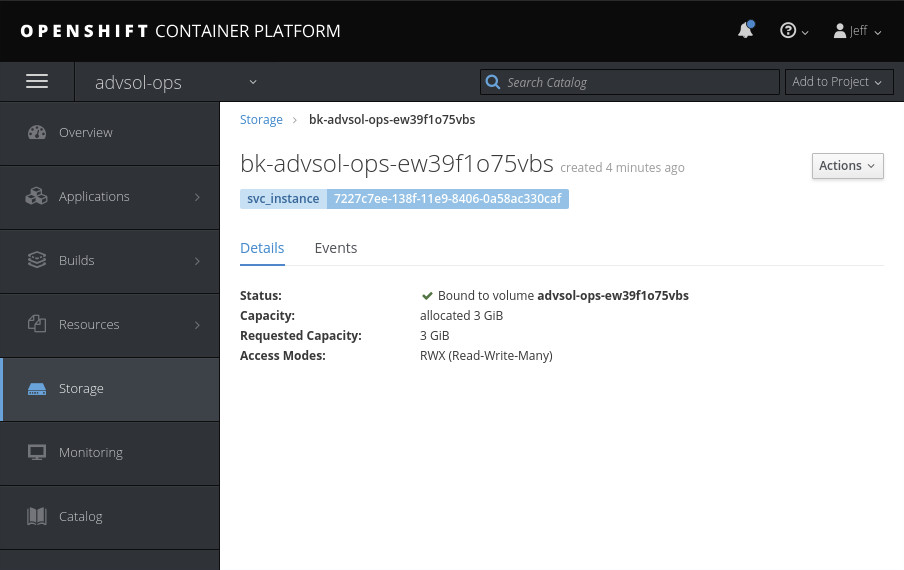 OPENSHIFT CONTAINER PLATFORM
Jeff
advsol-ops
Search Catalog
Add to Project
Overview
Applications
Builds
Resources
Storage
Monitoring
Catalog
Storage > bk-advsol-ops-ew39f1o75vbs
bk-advsol-ops-ew39f1o75vbs created 4 minutes ago
Actions
svc_instance 7227c7ee-138f-11e9-8406-0a58ac330caf
Details Events
Status: Bound to volume advsol-ops-ew39f1o75vbs
Capacity: allocated 3 GiB
Requested Capacity: 3 GiB
Access Modes: RWX (Read-Write-Many)